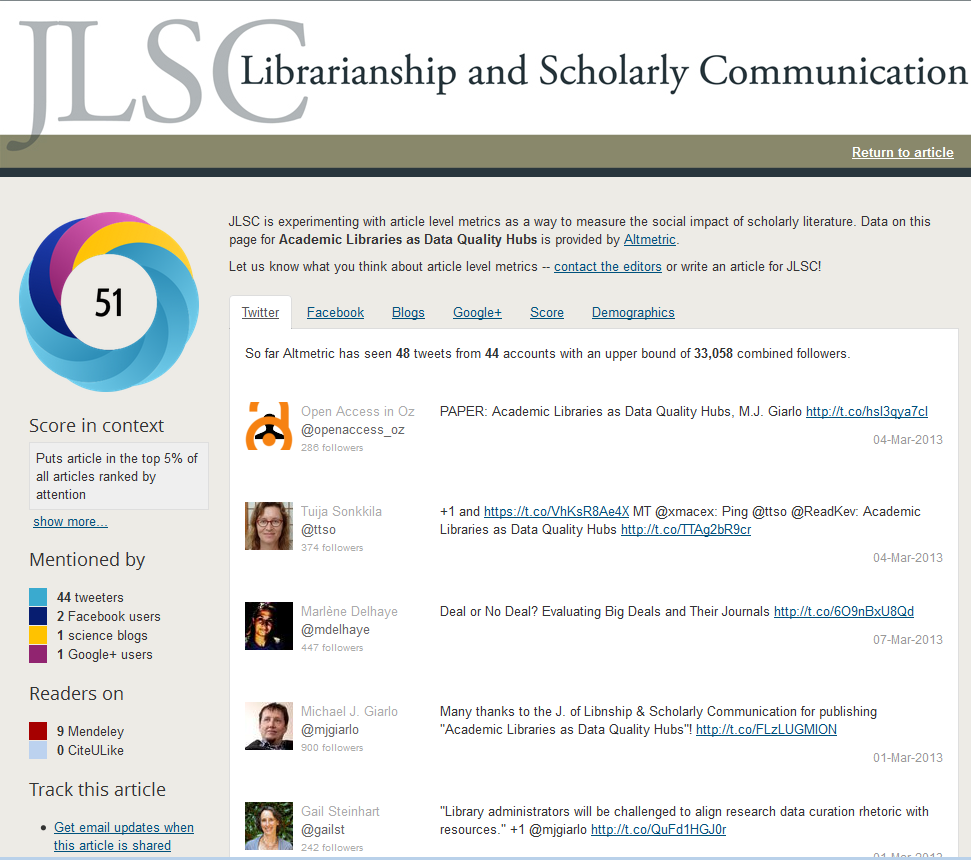 JLSC
Librarianship and Scholarly Communication
Return to article
51
Score in context
Puts article in the top 5% of
all articles ranked by
attention
show more...
Mentioned by
44 tweeters
2 Facebook users
1 science blogs
1 Google+ users
Readers on
9 Mendeley
0 CiteULike
Track this article
Get email updates when
this article is shared
JLSC is experimenting with article level metrics as a way to measure the social impact of scholarly literature. Data on this
page for Academic Libraries as Data Quality Hubs is provided by Altmetric.
Let us know what you think about article level metrics -- contact the editors or write an article for JLSC!
Twitter Facebook Blogs Google+ Score Demographics
So far Altmetric has seen 48 tweets from 44 accounts with an upper bound of 33,058 combined followers.
Open Access in Oz
@openaccess_oz
286 followers
PAPER: Academic Libraries as Data Quality Hubs, M.J. Giarlo http://t.co/hsl3qya7cl
04-Mar-2013
Tuija Sonkkila
@ttso
374 followers
+1 and https://t.co/VhKsR8Ae4X MT @xmacex: Ping @ttso @ReadKev: Academic
Libraries as Data Quality Hubs http://t.co/TTAg2bR9cr
04-Mar-2013
Marlène Delhaye
@mdelhaye
447 followers
Deal or No Deal? Evaluating Big Deals and Their Journals http://t.co/6O9nBxU8Qd
07-Mar-2013
Michael J. Giarlo
@mjgiarlo
900 followers
Many thanks to the J. of Libnship & Scholarly Communication for publishing
"Academic Libraries as Data Quality Hubs"! http://t.co/FLzLUGMlON
01-Mar-2013
Gail Steinhart
@gailst
242 followers
"Library administrators will be challenged to align research data curation rhetoric with
resources." +1 @mjgiarlo http://t.co/QuFd1HGJ0r
01-Mar-2013